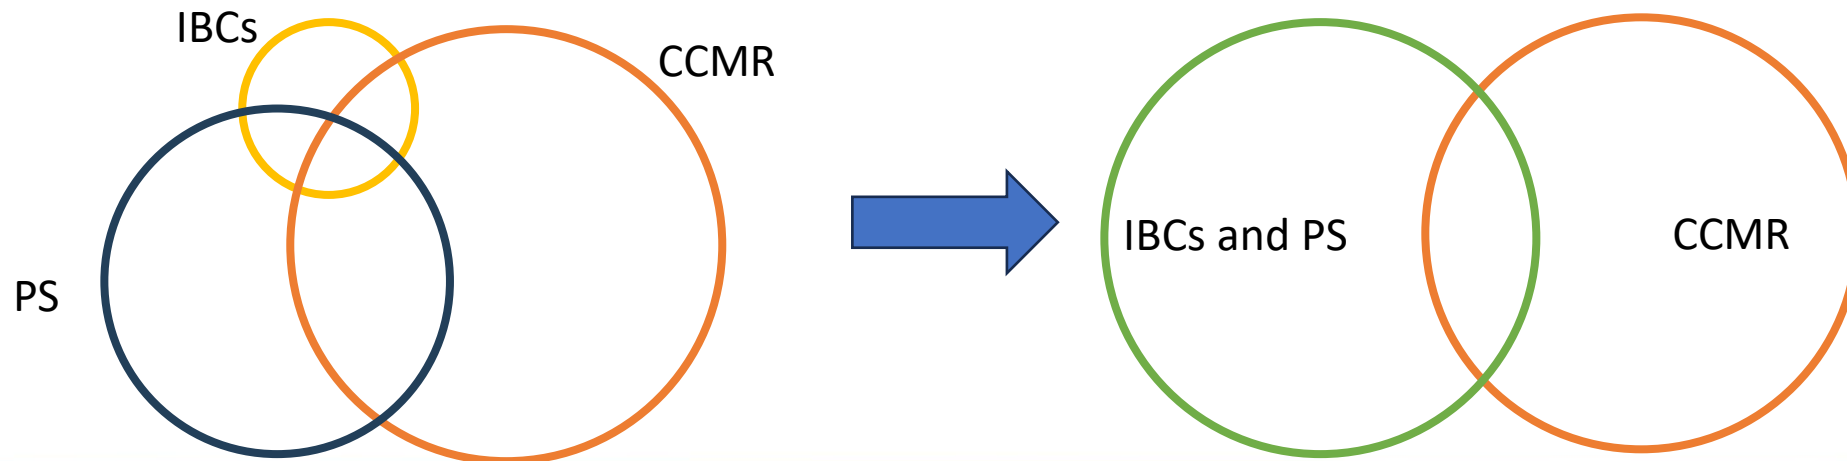 IBCs
CCMR
PS
IBCs and PS
CCMR